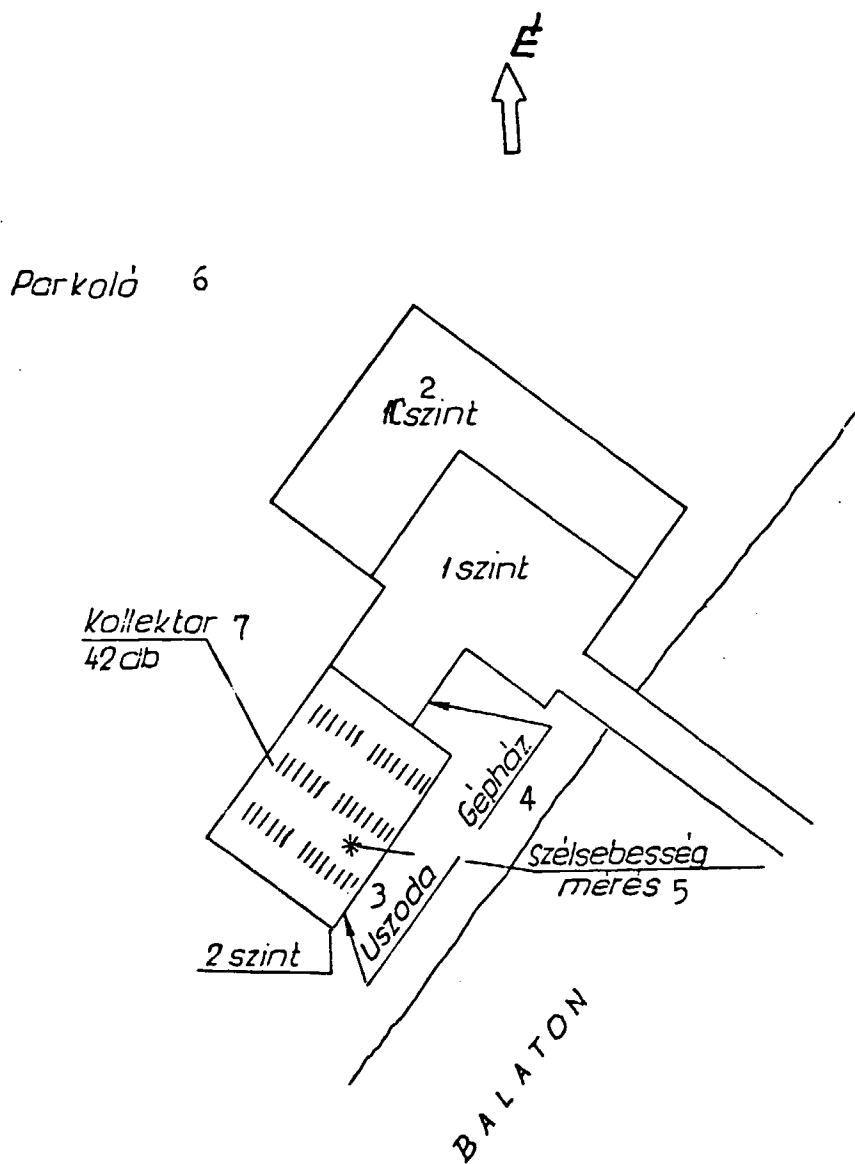 É
Parkoló 6
2
10 szint
1 szint
Kollektor 7
42 db
Gépház
4
Szélsebesség
mérés 5
3
Uszoda
2 szint
BALATON